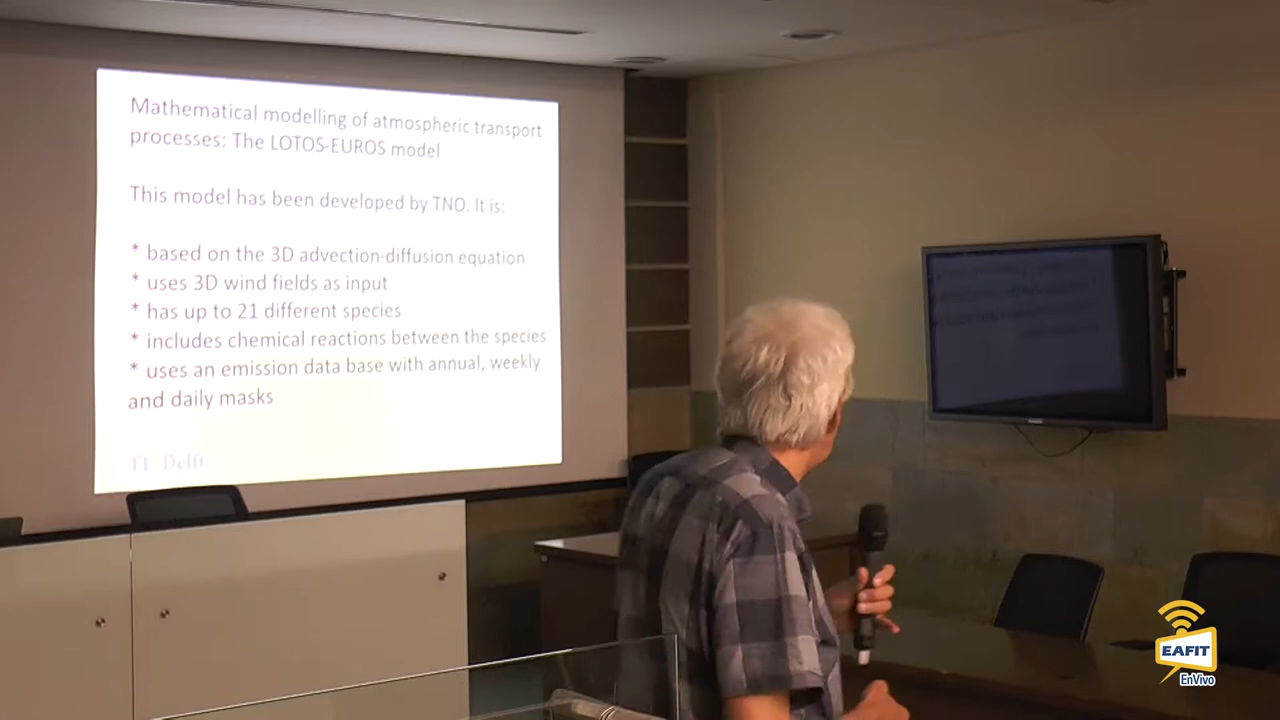 Mathematical modelling of atmospheric transport
processes: The LOTOS-EUROS model
This model has been developed by TNO. It is:
* based on the 3D advection-diffusion equation
* uses 3D wind fields as input
* has up to 21 different species
* includes chemical reactions between the species
* uses an emission data base with annual, weekly
and daily masks
Delft
EAFIT
EnVivo